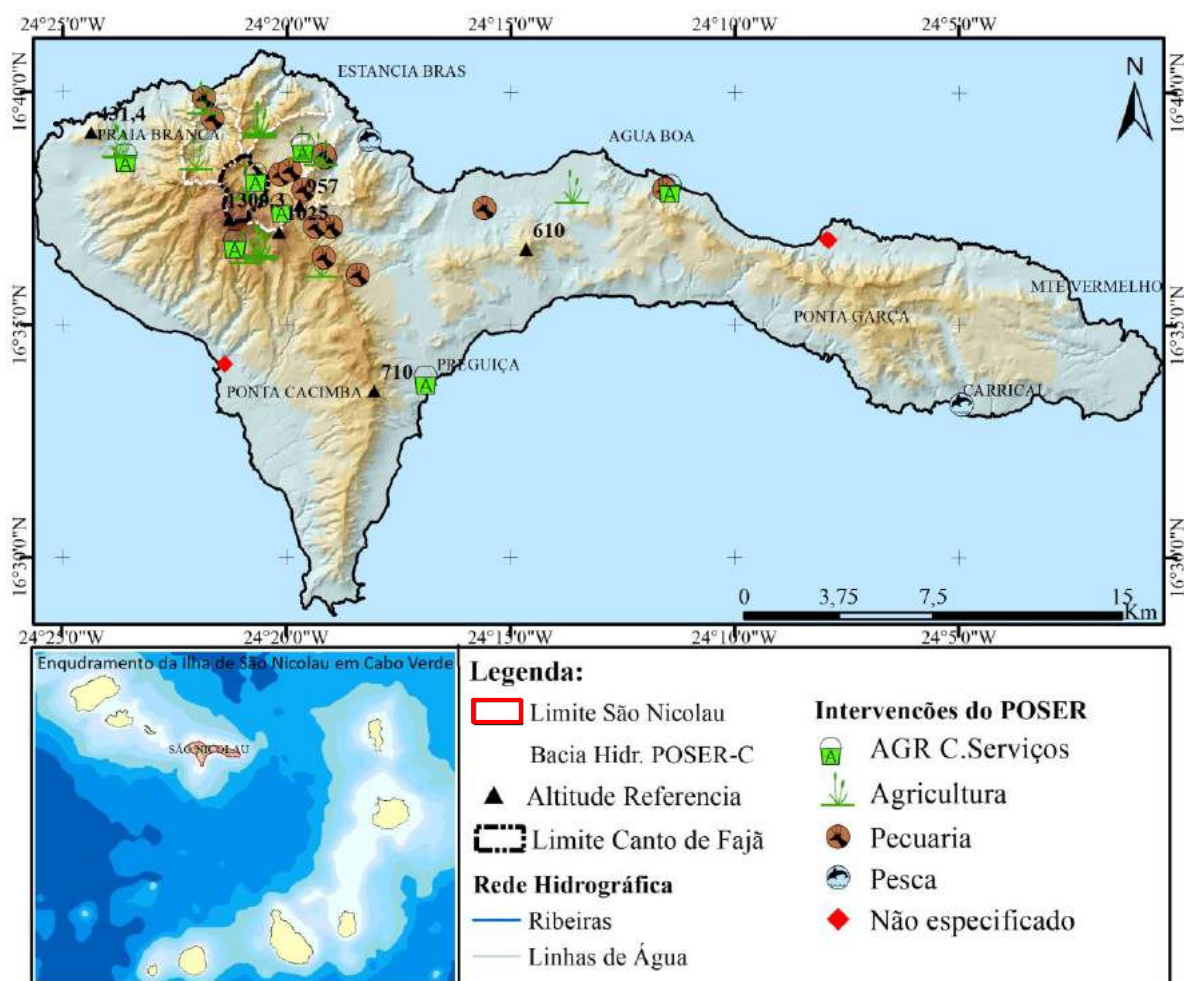 24°25'0"W 24°20'0"W 24°15'0"W 24°10'0"W 24°5'0"W
16°40'0"N
16°35'0"N
16°30'0"N
ESTANCIA BRAS
N
431.4
PRAIA BRANCA
AGUA BOA
957
1309.3
1025
610
MTE VERMELHO
PONTA GARÇA
PREGUIÇA
710
PONTA CACIMBA
CARRIÇAL
0 3,75 7,5 15
Km
16°40'0"N
16°35'0"N
16°30'0"N
24°25'0"W 24°20'0"W 24°15'0"W 24°10'0"W 24°5'0"W
Enqudramento da Ilha de São Nicolau em Cabo Verde
SÃO NICOLAU
Legenda:
Limite São Nicolau
Bacia Hidr. POSER-C
Altitude Referencia
Limite Canto de Fajã
Rede Hidrográfica
Ribeiras
Linhas de Água
Intervencões do POSER
AGR C.Serviços
Agricultura
Pecuaria
Pesca
Não especificado